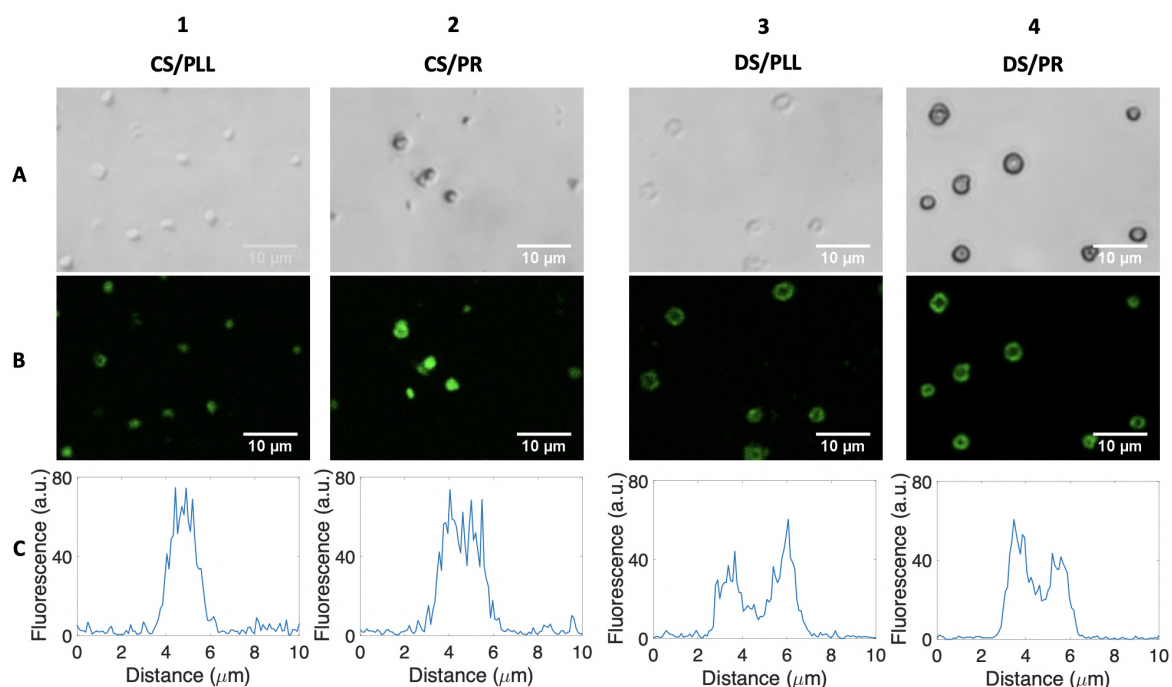 1 2 3 4
CS/PLL CS/PR DS/PLL DS/PR
A
10 µm 10 µm 10 µm 10 µm
B
10 µm 10 µm 10 µm 10 µm
C
Fluorescence (a.u.) Fluorescence (a.u.) Fluorescence (a.u.) Fluorescence (a.u.)
80 80 80 80
40 40 40 40
0 0 0 0
0 2 4 6 8 10 0 2 4 6 8 10 0 2 4 6 8 10 0 2 4 6 8 10
Distance (µm) Distance (µm) Distance (µm) Distance (µm)